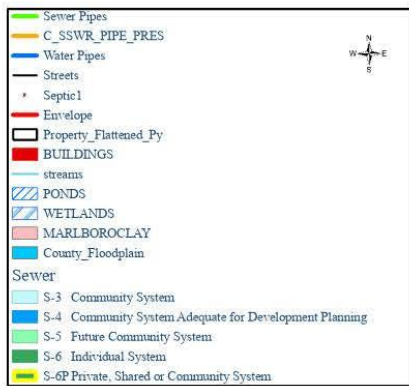 Sewer Pipes
C_SSWR_PIPE_PRES
Water Pipes
Streets
Septic1
Envelope
Property_Flattened_Py
BUILDINGS
streams
PONDS
WETLANDS
MARLBOROCLAY
County_Floodplain
Sewer
S-3 Community System
S-4 Community System Adequate for Development Planning
S-5 Future Community System
S-6 Individual System
S-6P Private, Shared or Community System
N
W E
S